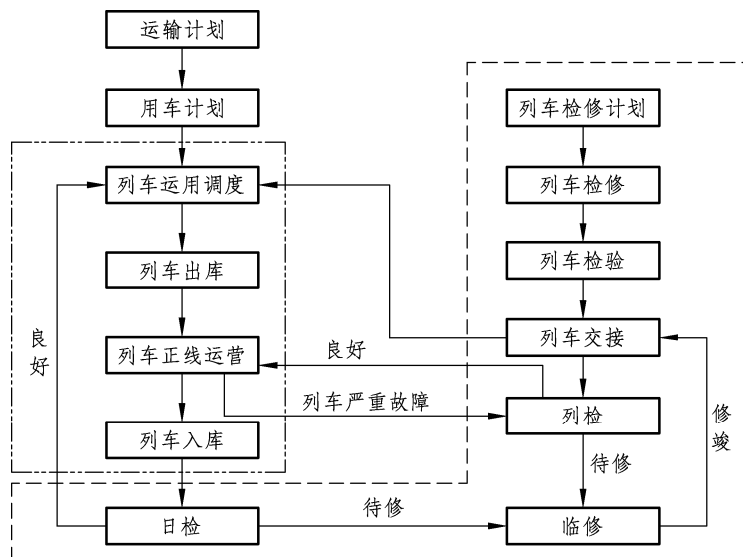 运输计划
用车计划
列车检修计划
列车运用调度
列车检修
列车出库
列车检验
良好
列车正线运营
良好
列车交接
列车严重故障
列检
修竣
列车入库
待修
日检
待修
临修